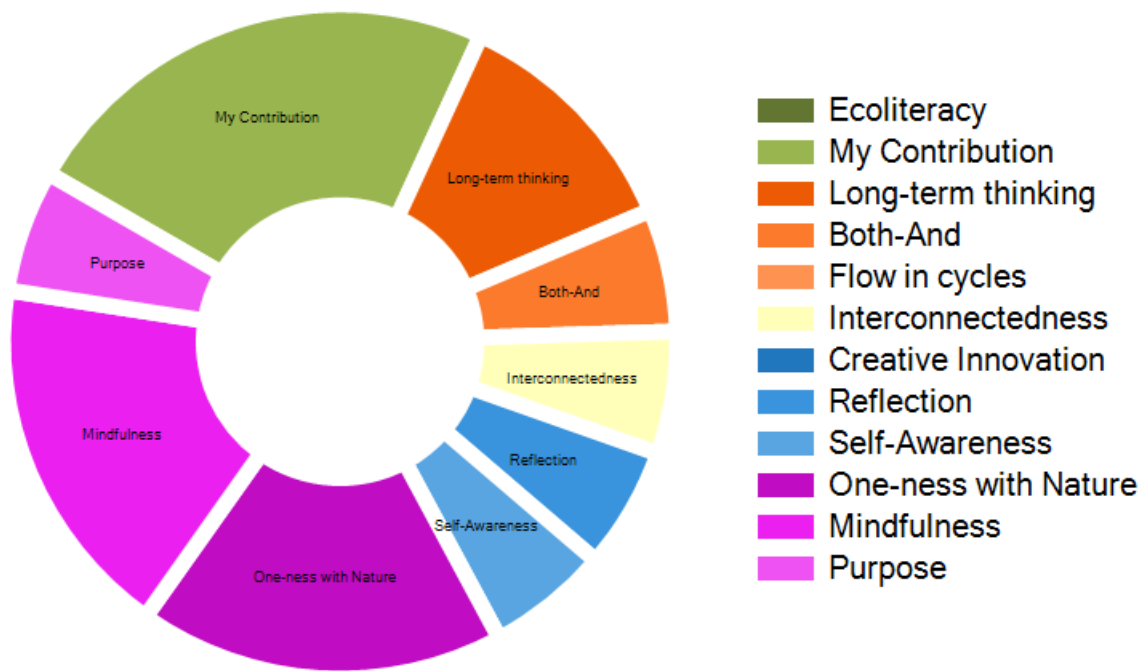 My Contribution
Long-term thinking
Purpose
Both-And
Interconnectedness
Mindfulness
Reflection
Self-Awareness
One-ness with Nature
Ecoliteracy
My Contribution
Long-term thinking
Both-And
Flow in cycles
Interconnectedness
Creative Innovation
Reflection
Self-Awareness
One-ness with Nature
Mindfulness
Purpose